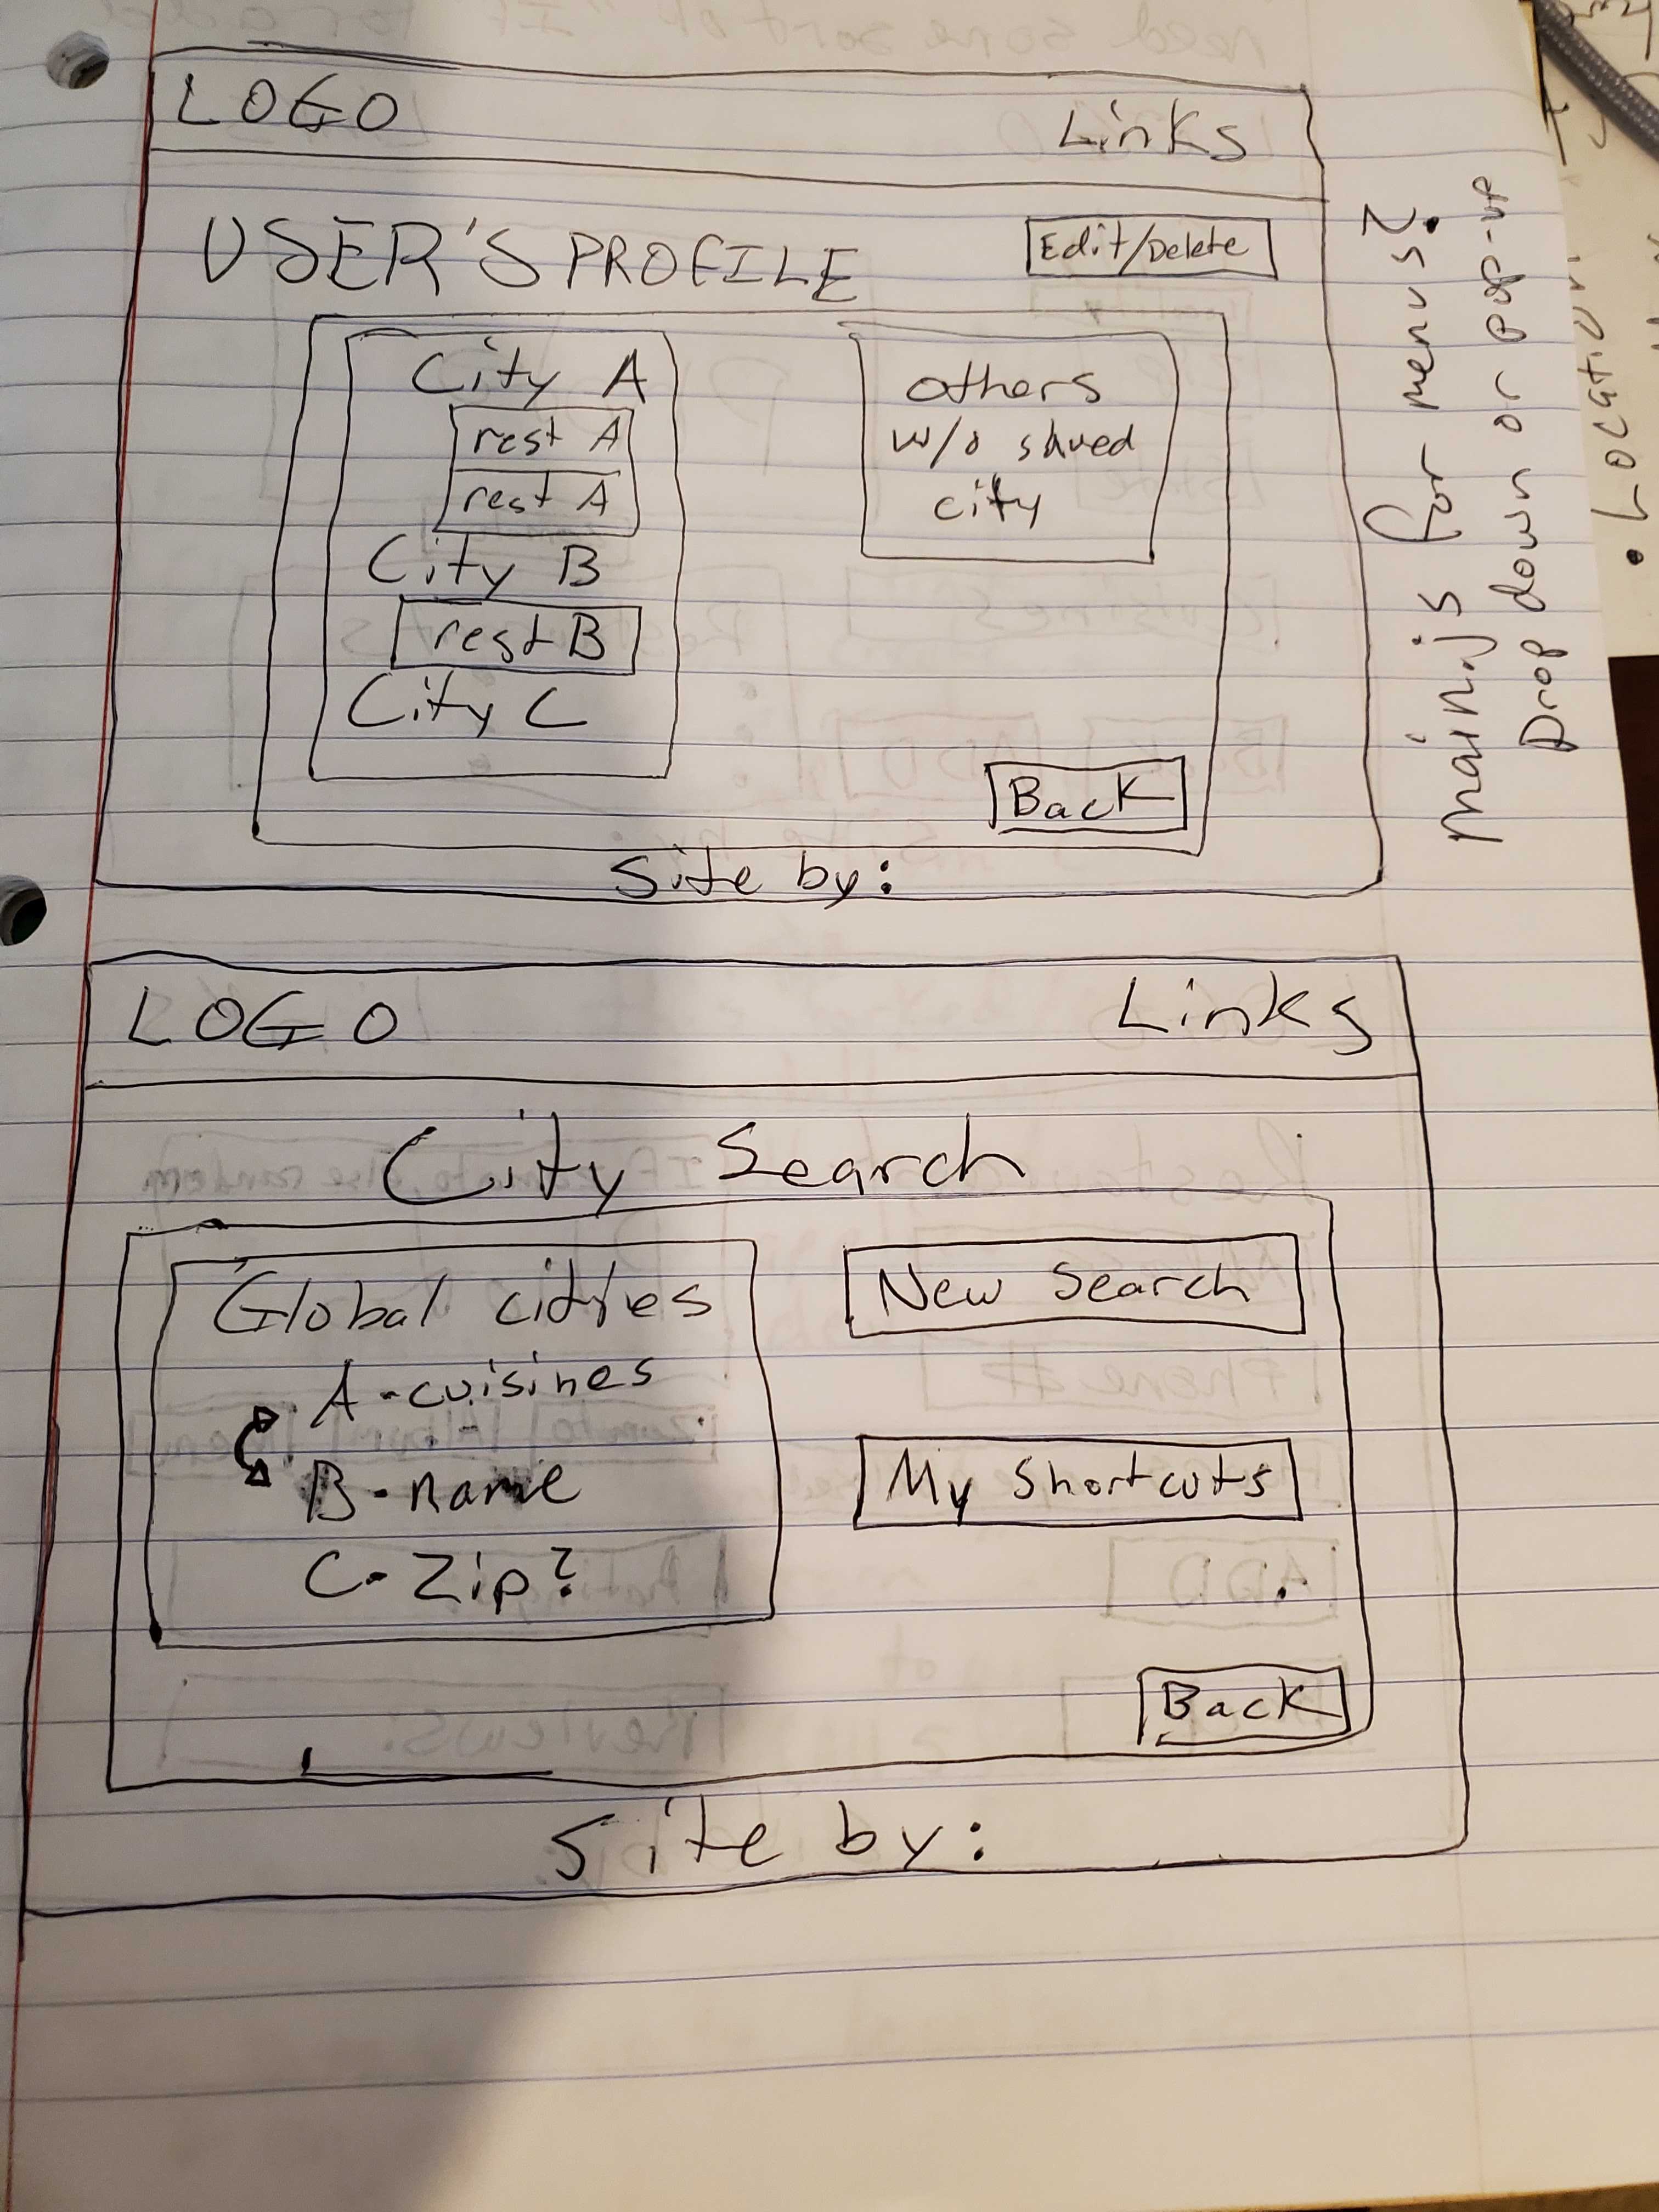 LOGO
Links
USER'S PROFILE
Edit/Delete
City A
rest A
rest A
City B
rest B
City C
others
w/o saved
city
Back
Site by:
main.js for menus?
Drop down or pop-up
• Location
LOGO
Links
City Search
Global cities
A-cuisines
B-name
C-Zip?
New Search
My Shortcuts
Back
Site by: